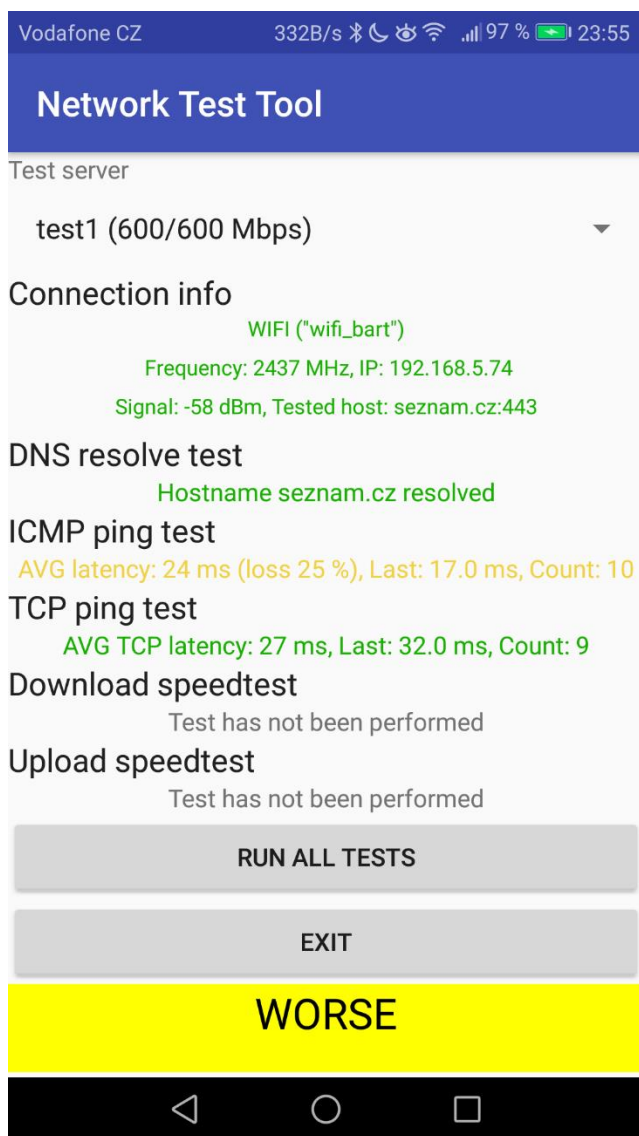 Vodafone CZ 332B/s 97 % 23:55
Network Test Tool
Test server
test1 (600/600 Mbps)
Connection info
WIFI ("wifi_bart")
Frequency: 2437 MHz, IP: 192.168.5.74
Signal: -58 dBm, Tested host: seznam.cz:443
DNS resolve test
Hostname seznam.cz resolved
ICMP ping test
AVG latency: 24 ms (loss 25 %), Last: 17.0 ms, Count: 10
TCP ping test
AVG TCP latency: 27 ms, Last: 32.0 ms, Count: 9
Download speedtest
Test has not been performed
Upload speedtest
Test has not been performed
RUN ALL TESTS
EXIT
WORSE